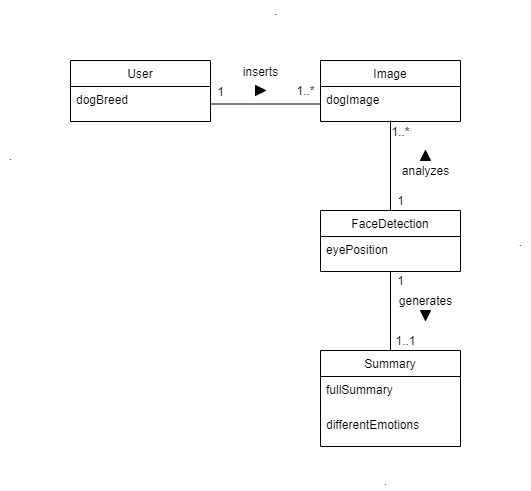 User
dogBreed
inserts
1
1..*
Image
dogImage
1..*
analyzes
1
FaceDetection
eyePosition
1
generates
1..1
Summary
fullSummary
differentEmotions